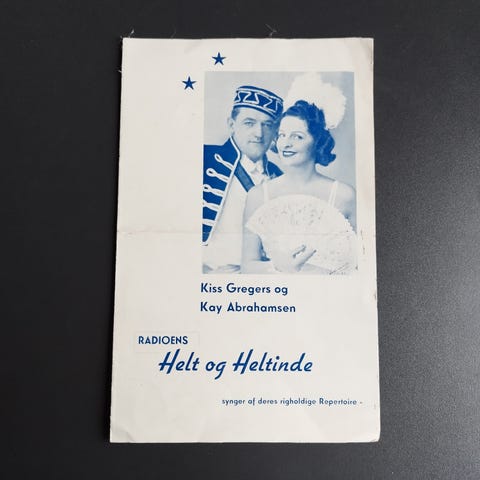 Kiss Gregers og
Kay Abrahamsen
RADIOENS
Helt og Heltinde
synger af deres righoldige Repertoire -